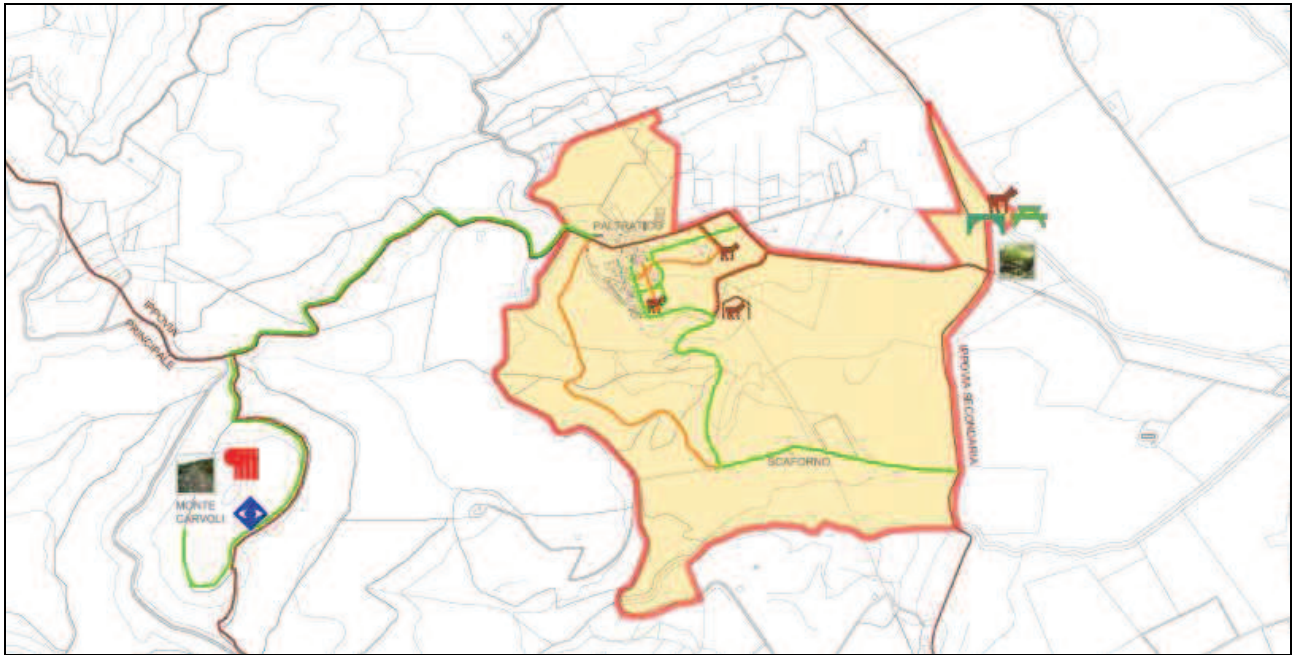 PALTRATICO
IPPOVIA
PRINCIPALE
IPPOVIA SECONDARIA
SCAFORNO
MONTE
CARVOLI